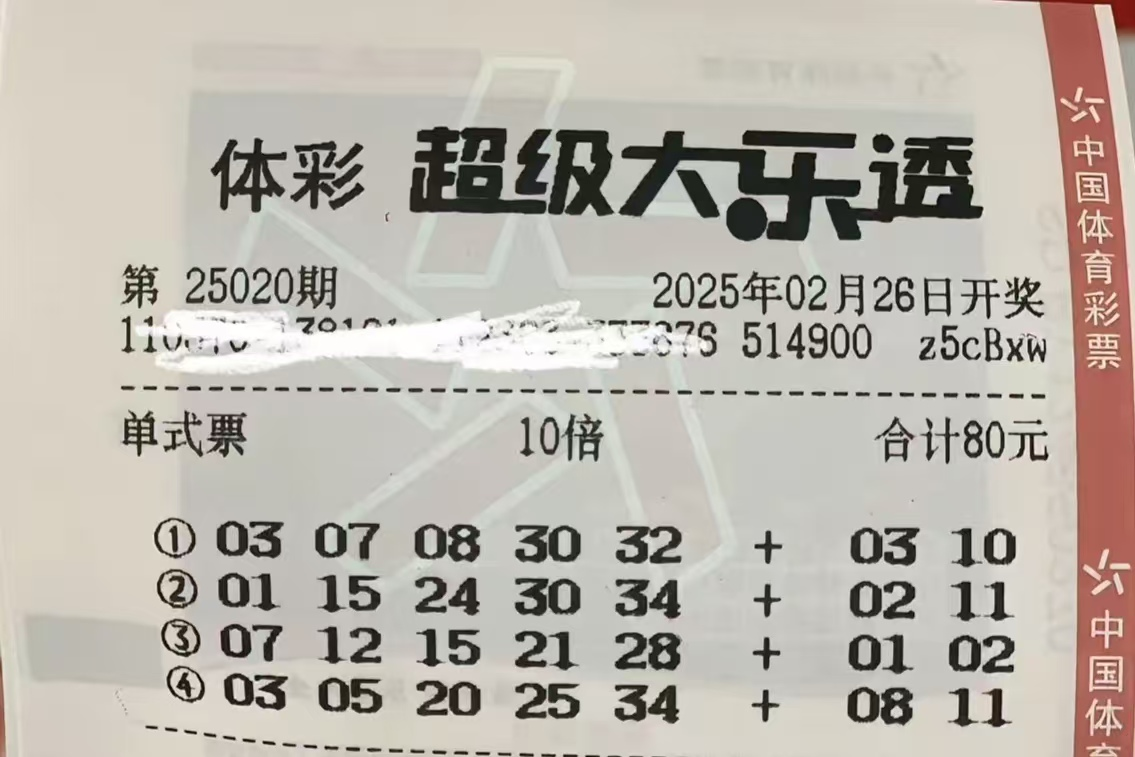 体彩 超级大乐透
第 25020期 2025年02月26日开奖
514900 z5cBxw
单式票 10倍 合计80元
① 03 07 08 30 32 + 03 10
② 01 15 24 30 34 + 02 11
③ 07 12 15 21 28 + 01 02
④ 03 05 20 25 34 + 08 11
中国体育彩票
中国体育